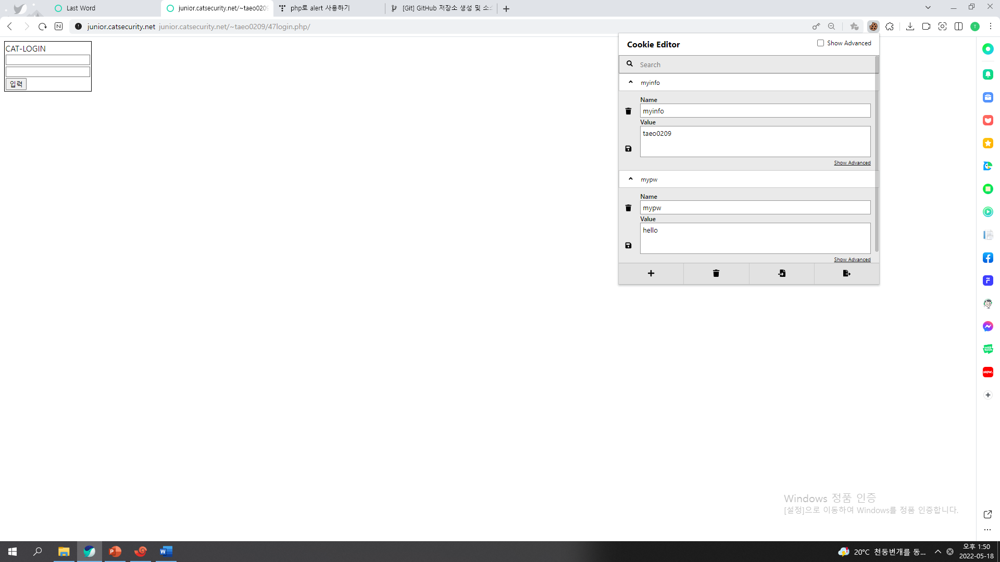 Last Word
junior.catsecurity.net/~taeo0209
php로 alert 사용하기
[Git] GitHub 저장소 생성 및 소스
junior.catsecurity.net junior.catsecurity.net/~taeo0209/47login.php/
T
CAT-LOGIN
입력
Cookie Editor
Show Advanced
Search
myinfo
Name
myinfo
Value
taeo0209
Show Advanced
mypw
Name
mypw
Value
hello
Show Advanced
WEB
TOON
NOW.
Windows 정품 인증
[설정]으로 이동하여 Windows를 정품 인증합니다.
20°C 천둥번개를 동...
오후 1:50
2022-05-18